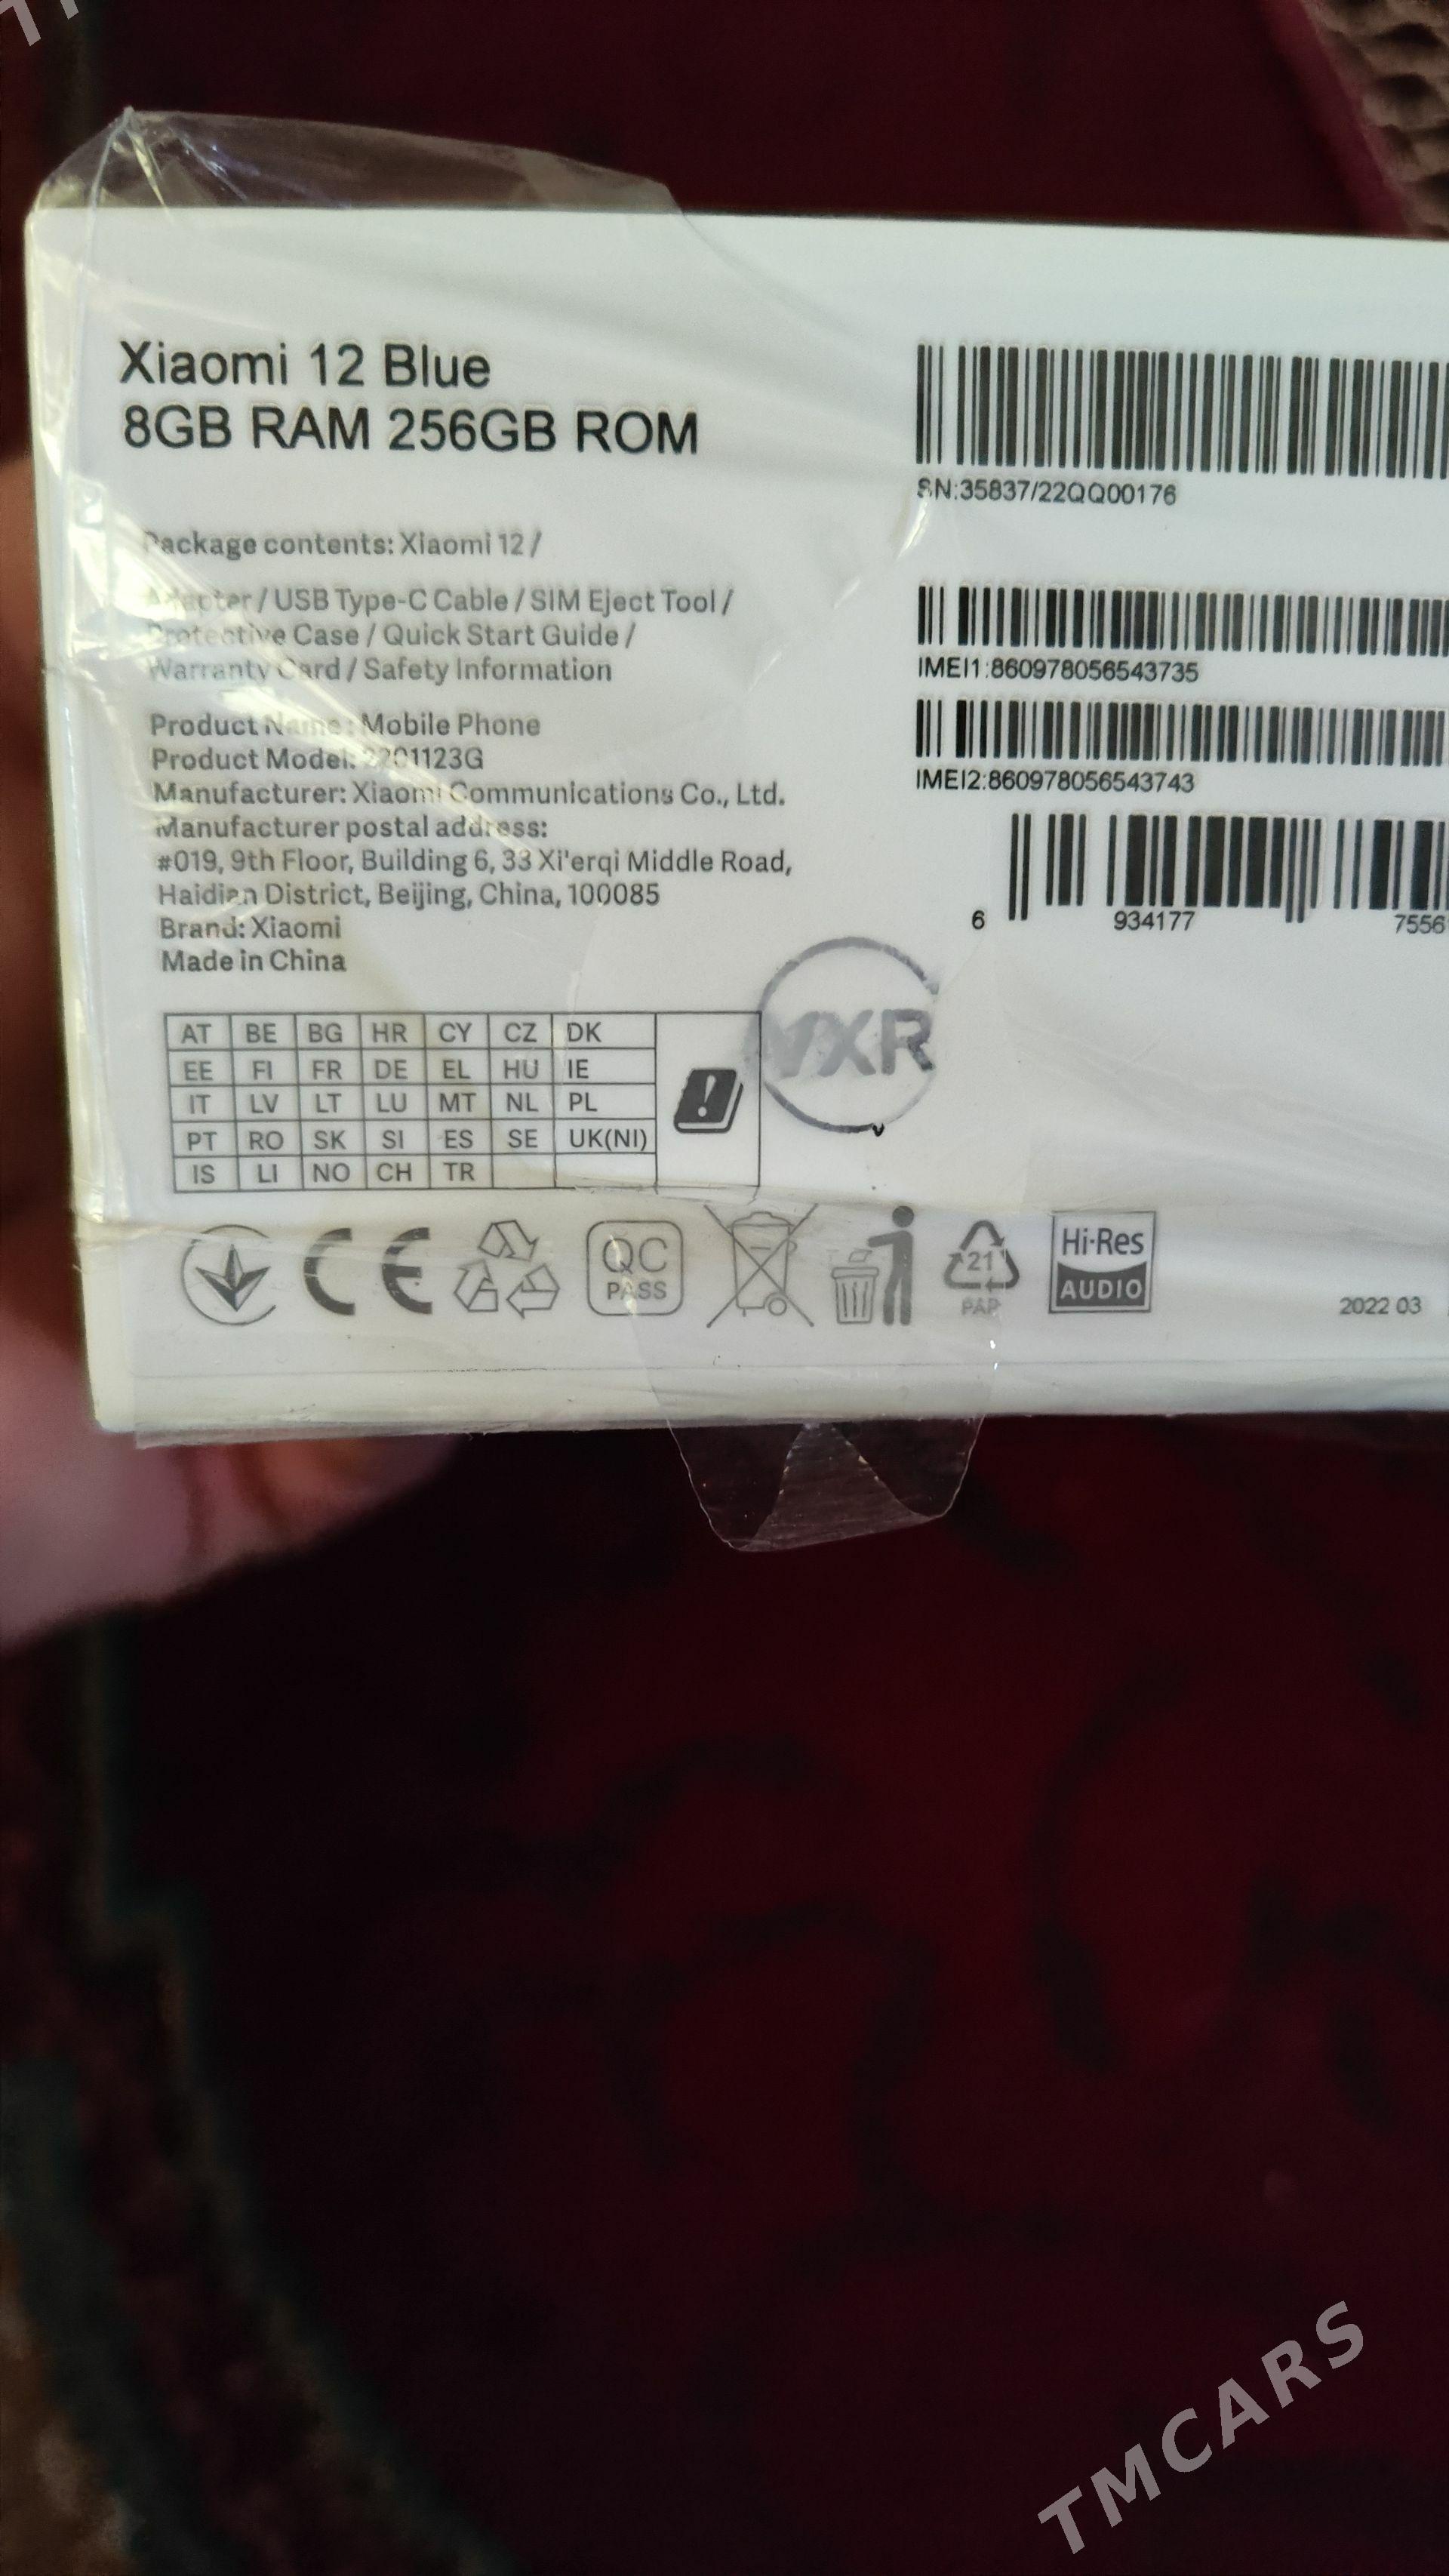 Xiaomi 12 Blue
8GB RAM 256GB ROM
Package contents: Xiaomi 12 /
Adapter / USB Type-C Cable / SIM Eject Tool /
Protective Case / Quick Start Guide /
Warranty Card / Safety Information
Product Name: Mobile Phone
Product Model: 2201123G
Manufacturer: Xiaomi Communications Co., Ltd.
Manufacturer postal address:
#019, 9th Floor, Building 6, 33 Xi'erqi Middle Road,
Haidian District, Beijing, China, 100085
Brand: Xiaomi
Made in China
SN:35837/22QQ00176
IMEI1:860978056543735
IMEI2:860978056543743
6 934177 7556
AT BE BG HR CY CZ DK
EE FI FR DE EL HU IE
IT LV LT LU MT NL PL
PT RO SK SI ES SE UK(NI)
IS LI NO CH TR
CE
QC
PASS
21
PAP
Hi-Res
AUDIO
2022 03
TMCARS